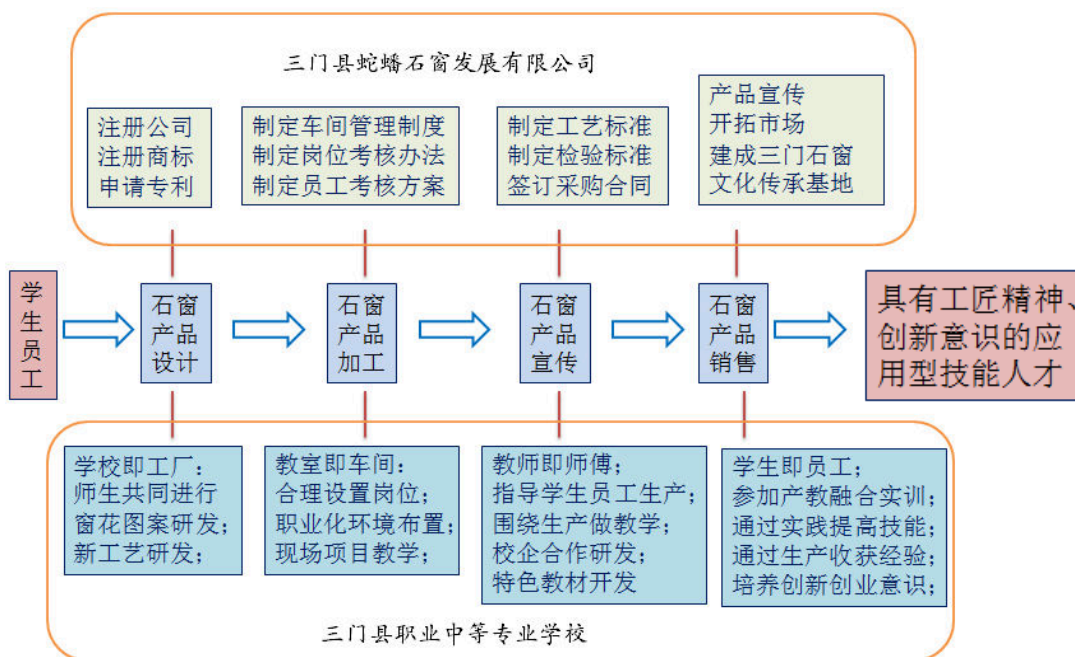 三门县蛇蟠石窗发展有限公司
注册公司
注册商标
申请专利
制定车间管理制度
制定岗位考核办法
制定员工考核方案
制定工艺标准
制定检验标准
签订采购合同
产品宣传
开拓市场
建成三门石窗
文化传承基地
学
生
员
工
石窗
产品
设计
石窗
产品
加工
石窗
产品
宣传
石窗
产品
销售
具有工匠精神、
创新意识的应
用型技能人才
学校即工厂：
师生共同进行
窗花图案研发；
新工艺研发；
教室即车间：
合理设置岗位；
职业化环境布置；
现场项目教学；
教师即师傅；
指导学生员工生产；
围绕生产做教学；
校企合作研发；
特色教材开发
学生即员工；
参加产教融合实训；
通过实践提高技能；
通过生产收获经验；
培养创新创业意识；
三门县职业中等专业学校